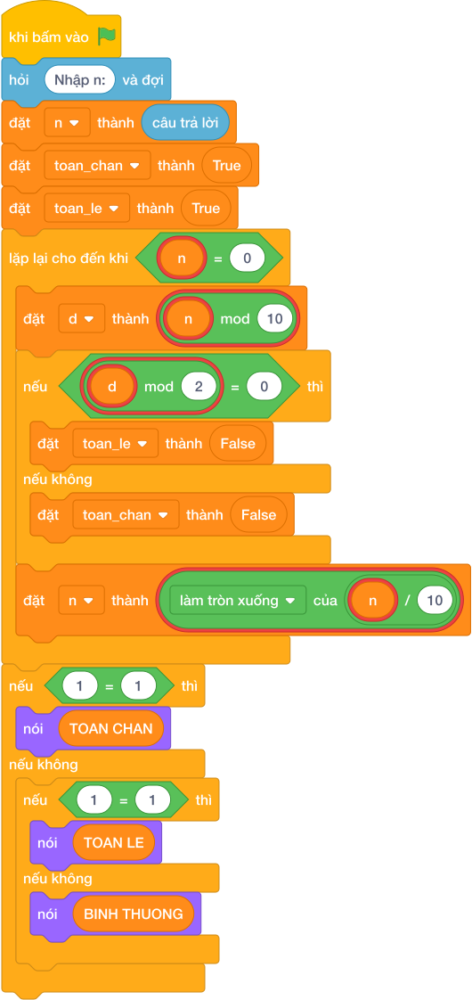 khi bấm vào
hỏi Nhập n: và đợi
đặt n thành câu trả lời
đặt toan_chan thành True
đặt toan_le thành True
lặp lại cho đến khi n = 0
đặt d thành n mod 10
nếu d mod 2 = 0 thì
đặt toan_le thành False
nếu không
đặt toan_chan thành False
đặt n thành làm tròn xuống của n / 10
nếu 1 = 1 thì
nói TOAN CHAN
nếu không
nếu 1 = 1 thì
nói TOAN LE
nếu không
nói BINH THUONG